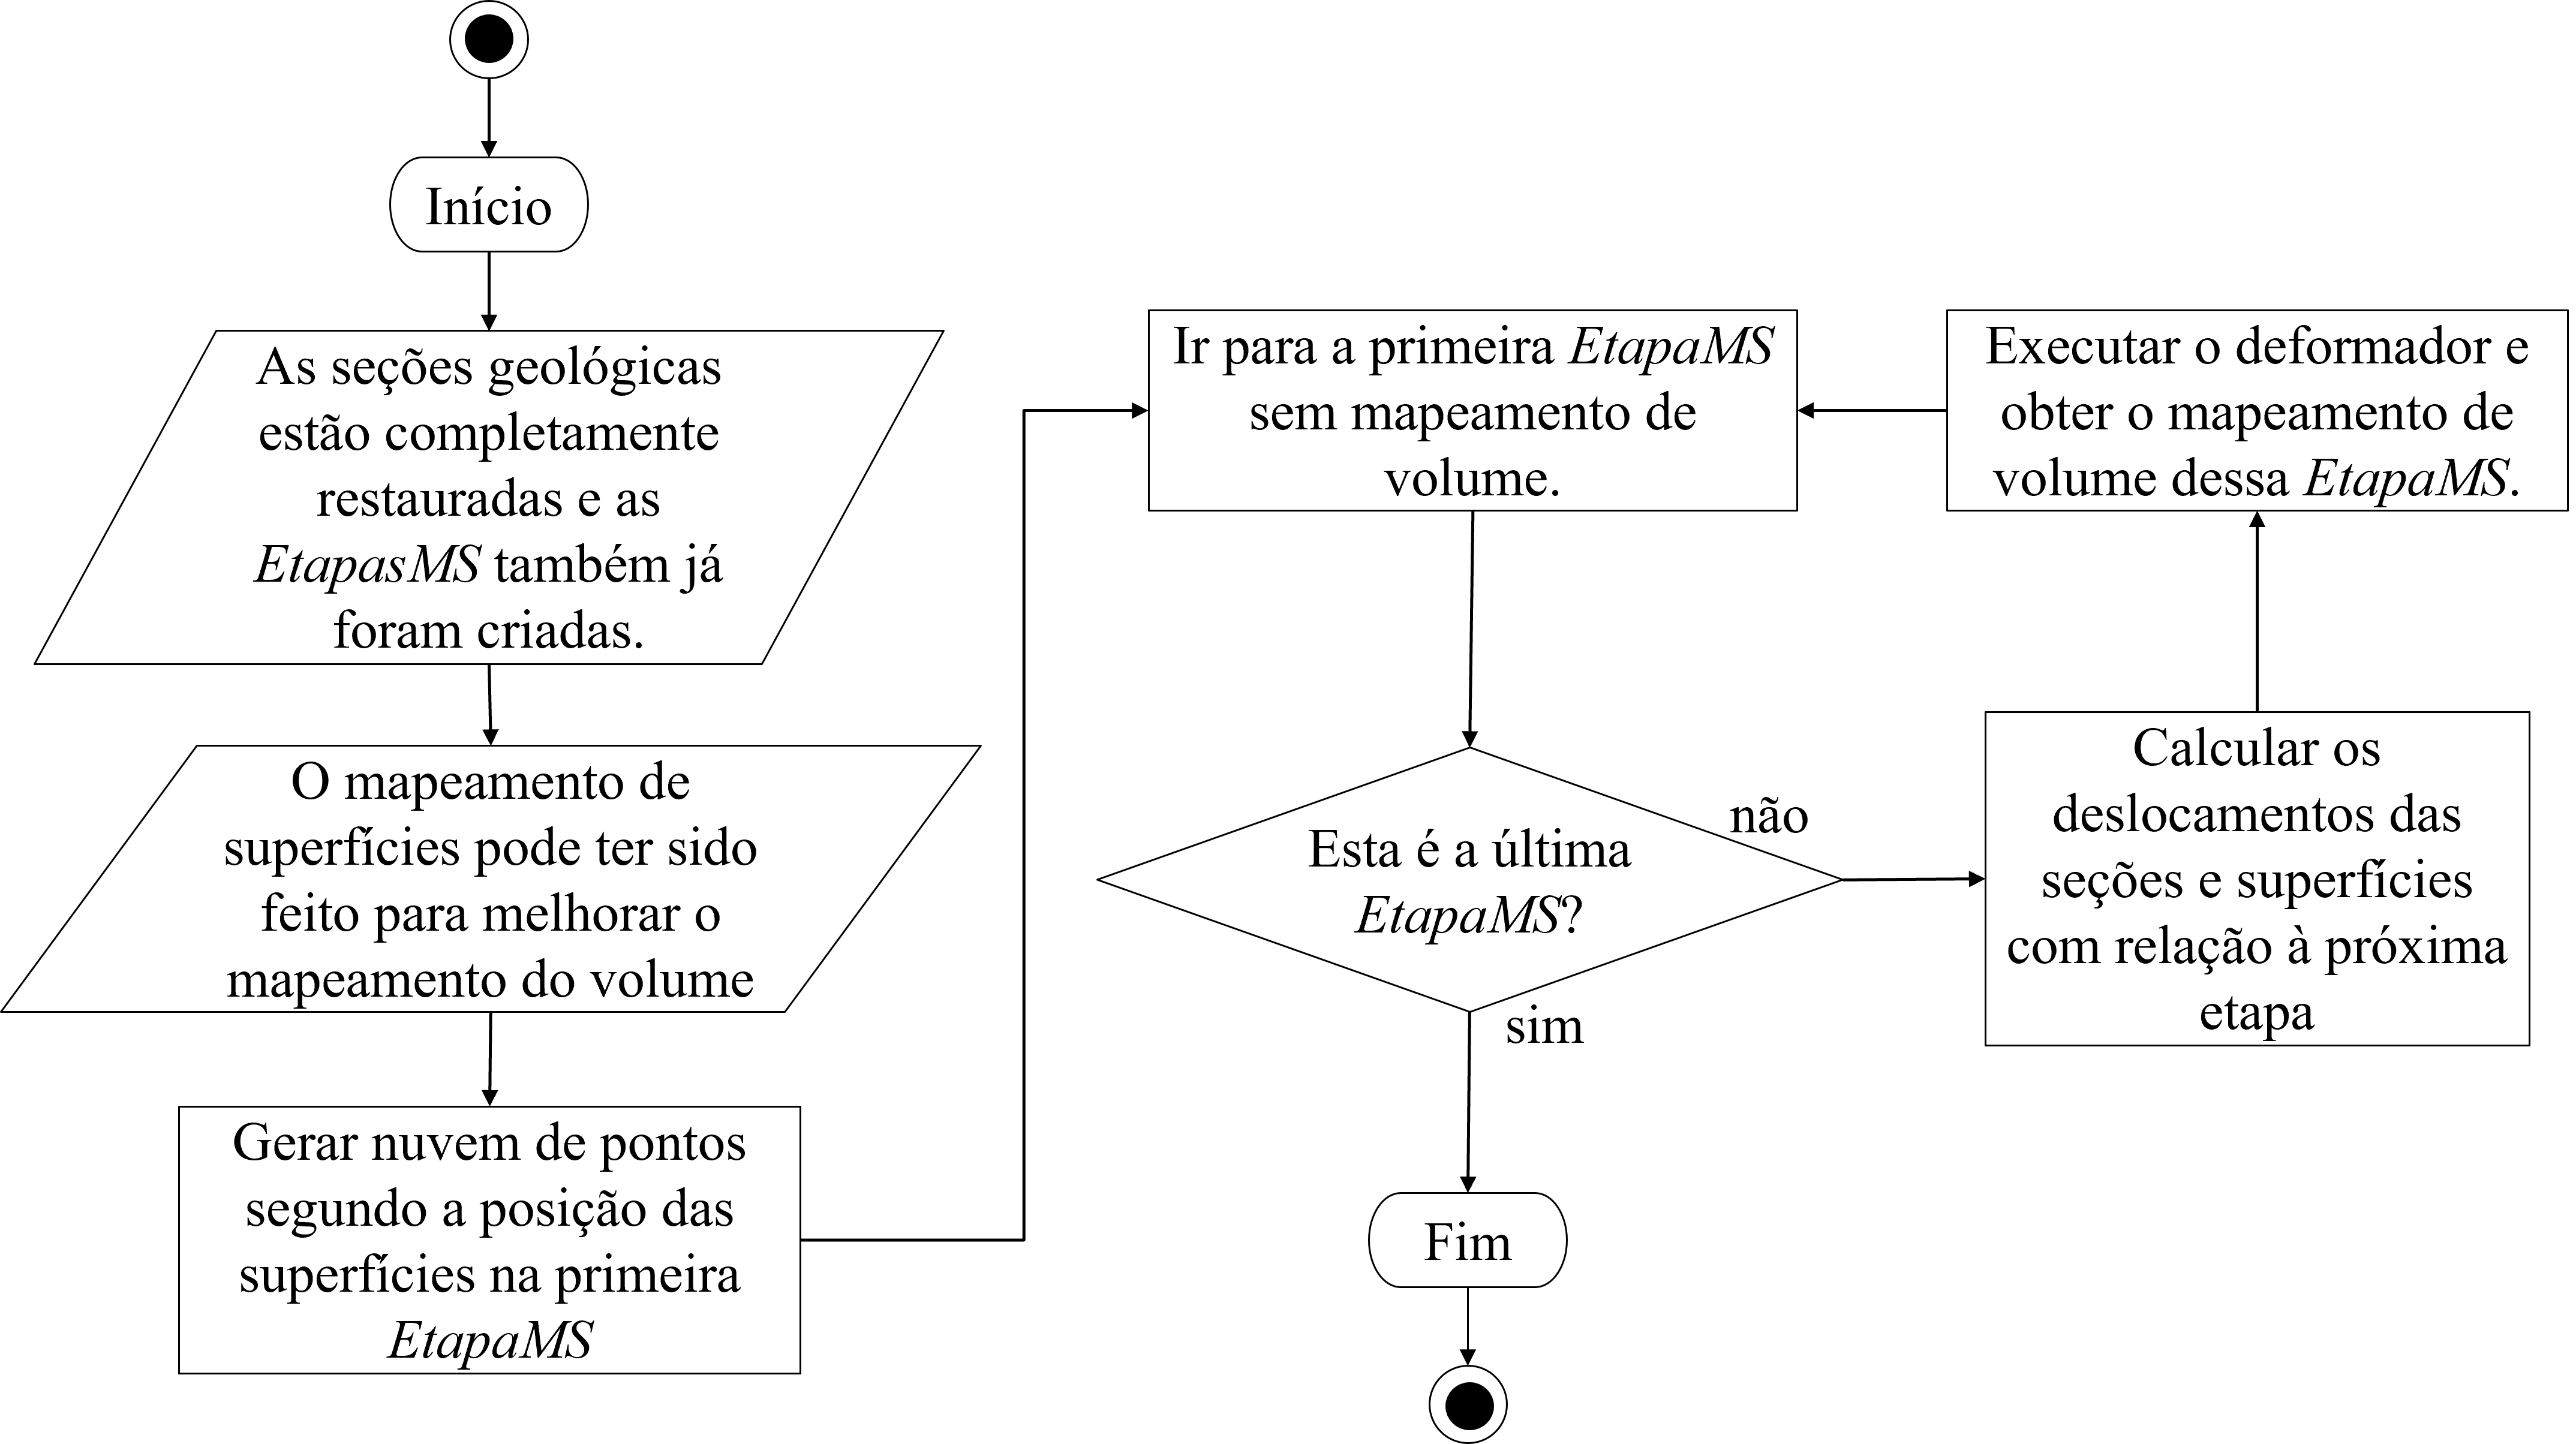 Início
As seções geológicas
estão completamente
restauradas e as
EtapasMS também já
foram criadas.
O mapeamento de
superfícies pode ter sido
feito para melhorar o
mapeamento do volume
Gerar nuvem de pontos
segundo a posição das
superfícies na primeira
EtapaMS
Ir para a primeira EtapaMS
sem mapeamento de
volume.
Esta é a última
EtapaMS?
não
sim
Calcular os
deslocamentos das
seções e superfícies
com relação à próxima
etapa
Executar o deformador e
obter o mapeamento de
volume dessa EtapaMS.
Fim